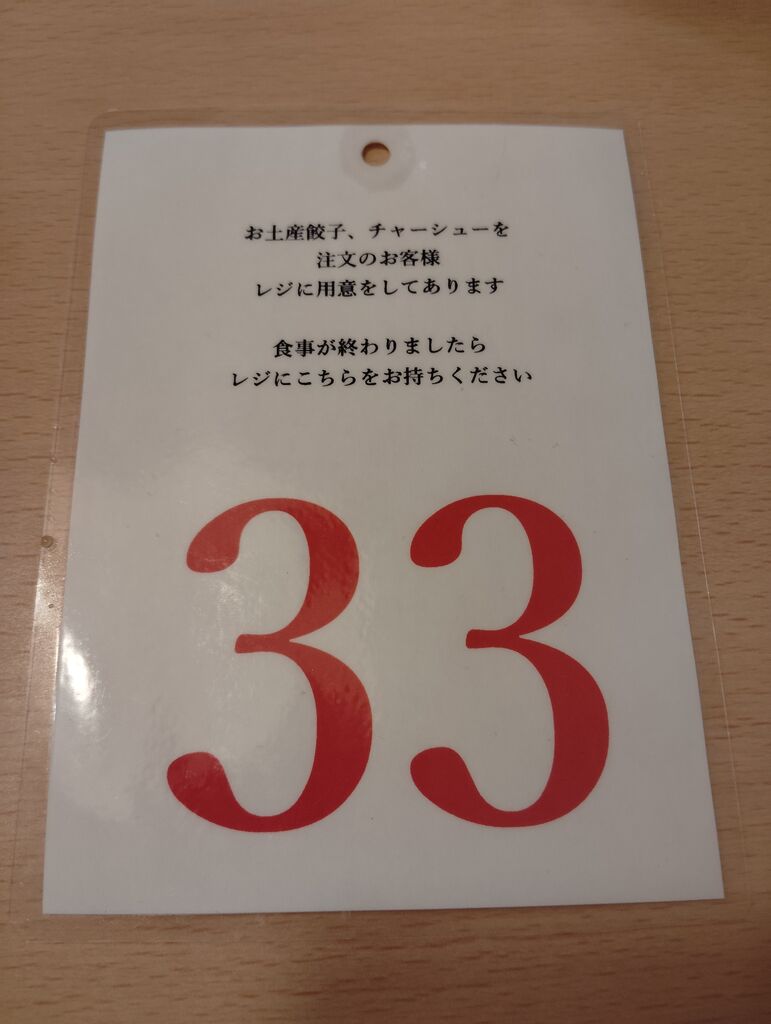 お土産餃子、チャーシューを
注文のお客様
レジに用意をしてあります
食事が終わりましたら
レジにこちらをお持ちください
33